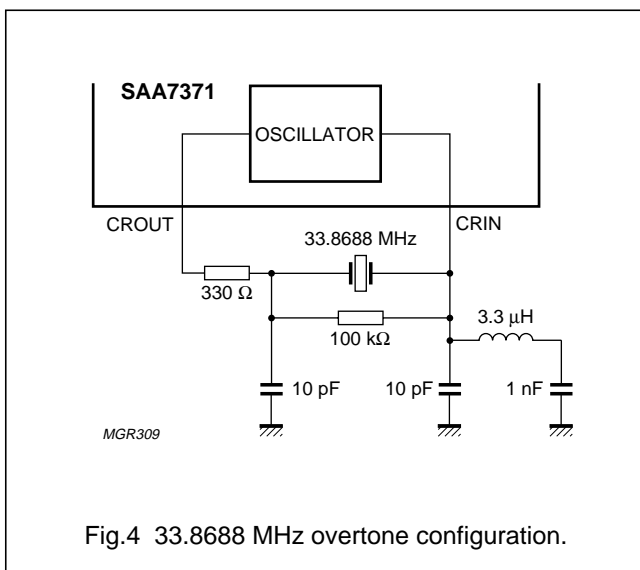 SAA7371
OSCILLATOR
CROUT
CRIN
33.8688 MHz
330 Ω
3.3 μH
100 kΩ
10 pF
10 pF
1 nF
MGR309
Fig.4 33.8688 MHz overtone configuration.